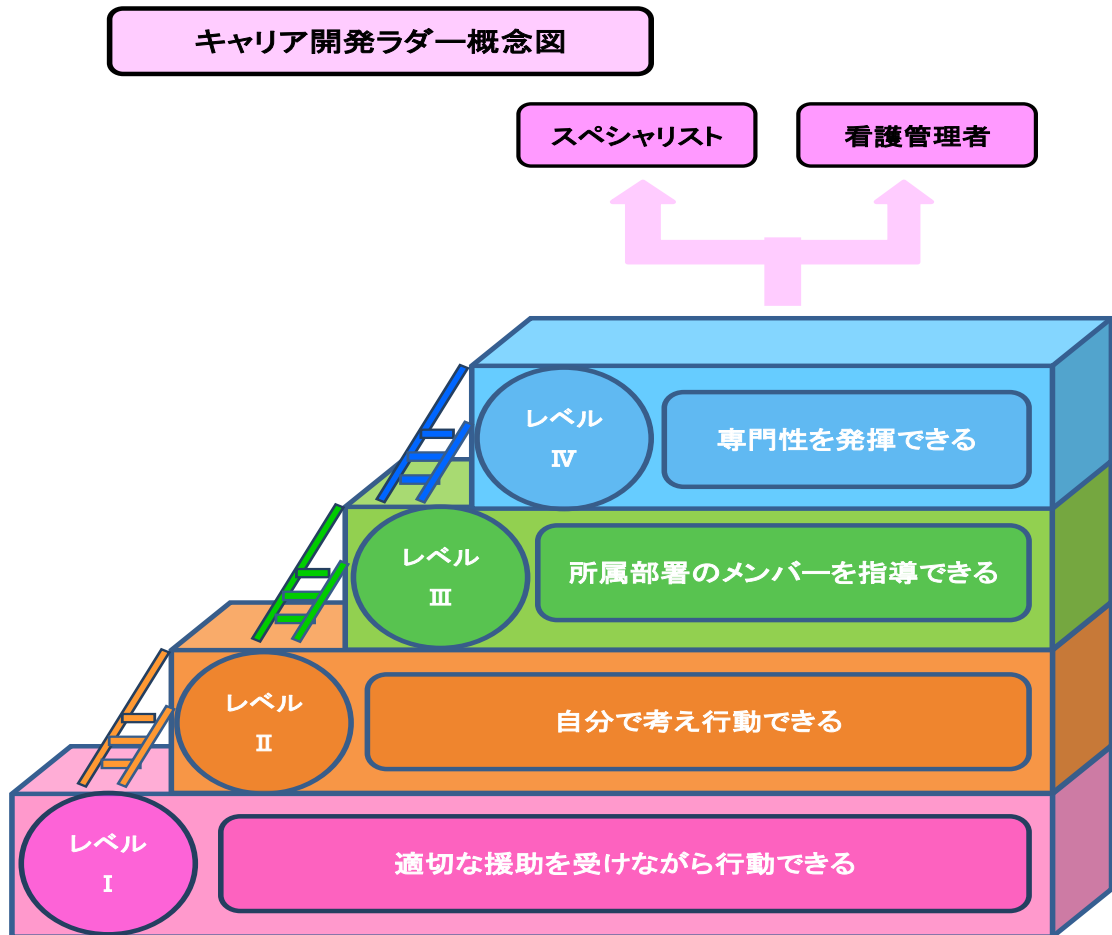 キャリア開発ラダー概念図
スペシャリスト
看護管理者
レベル
Ⅳ
専門性を発揮できる
レベル
Ⅲ
所属部署のメンバーを指導できる
レベル
Ⅱ
自分で考え行動できる
レベル
Ⅰ
適切な援助を受けながら行動できる